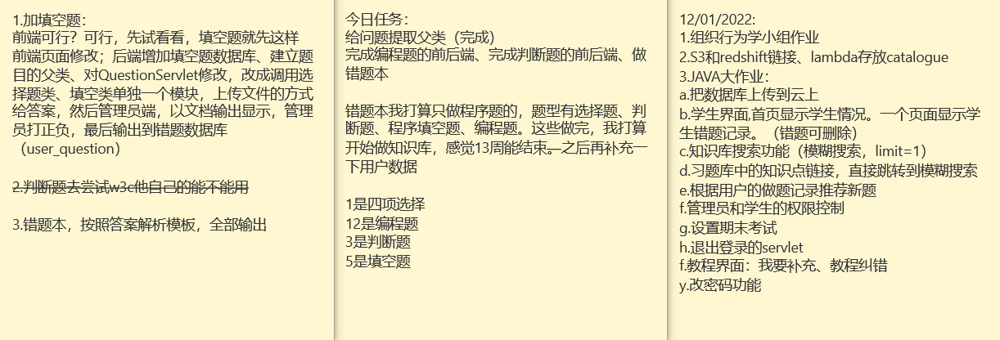 1.加填空题：
前端可行？可行，先试看看，填空题就先这样
前端页面修改；后端增加填空题数据库、建立题
目的父类、对QuestionServlet修改，改成调用选
择题类、填空类单独一个模块，上传文件的方式
给答案，然后管理员端，以文档输出显示，管理
员打正负，最后输出到错题数据库
（user_question）
2.判断题去尝试w3c他自己的能不能用
3.错题本，按照答案解析模板，全部输出
今日任务：
给问题提取父类（完成）
完成编程题的前后端、完成判断题的前后端、做
错题本
错题本我打算只做程序题的，题型有选择题、判
断题、程序填空题、编程题。这些做完，我打算
开始做知识库，感觉13周能结束。之后再补充一
下用户数据
1是四项选择
12是编程题
3是判断题
5是填空题
12/01/2022:
1.组织行为学小组作业
2.S3和redshift链接、lambda存放catalogue
3.JAVA大作业：
a.把数据库上传到云上
b.学生界面,首页显示学生情况。一个页面显示学
生错题记录。（错题可删除）
c.知识库搜索功能（模糊搜索，limit=1）
d.习题库中的知识点链接，直接跳转到模糊搜索
e.根据用户的做题记录推荐新题
f.管理员和学生的权限控制
g.设置期末考试
h.退出登录的servlet
f.教程界面：我要补充、教程纠错
y.改密码功能